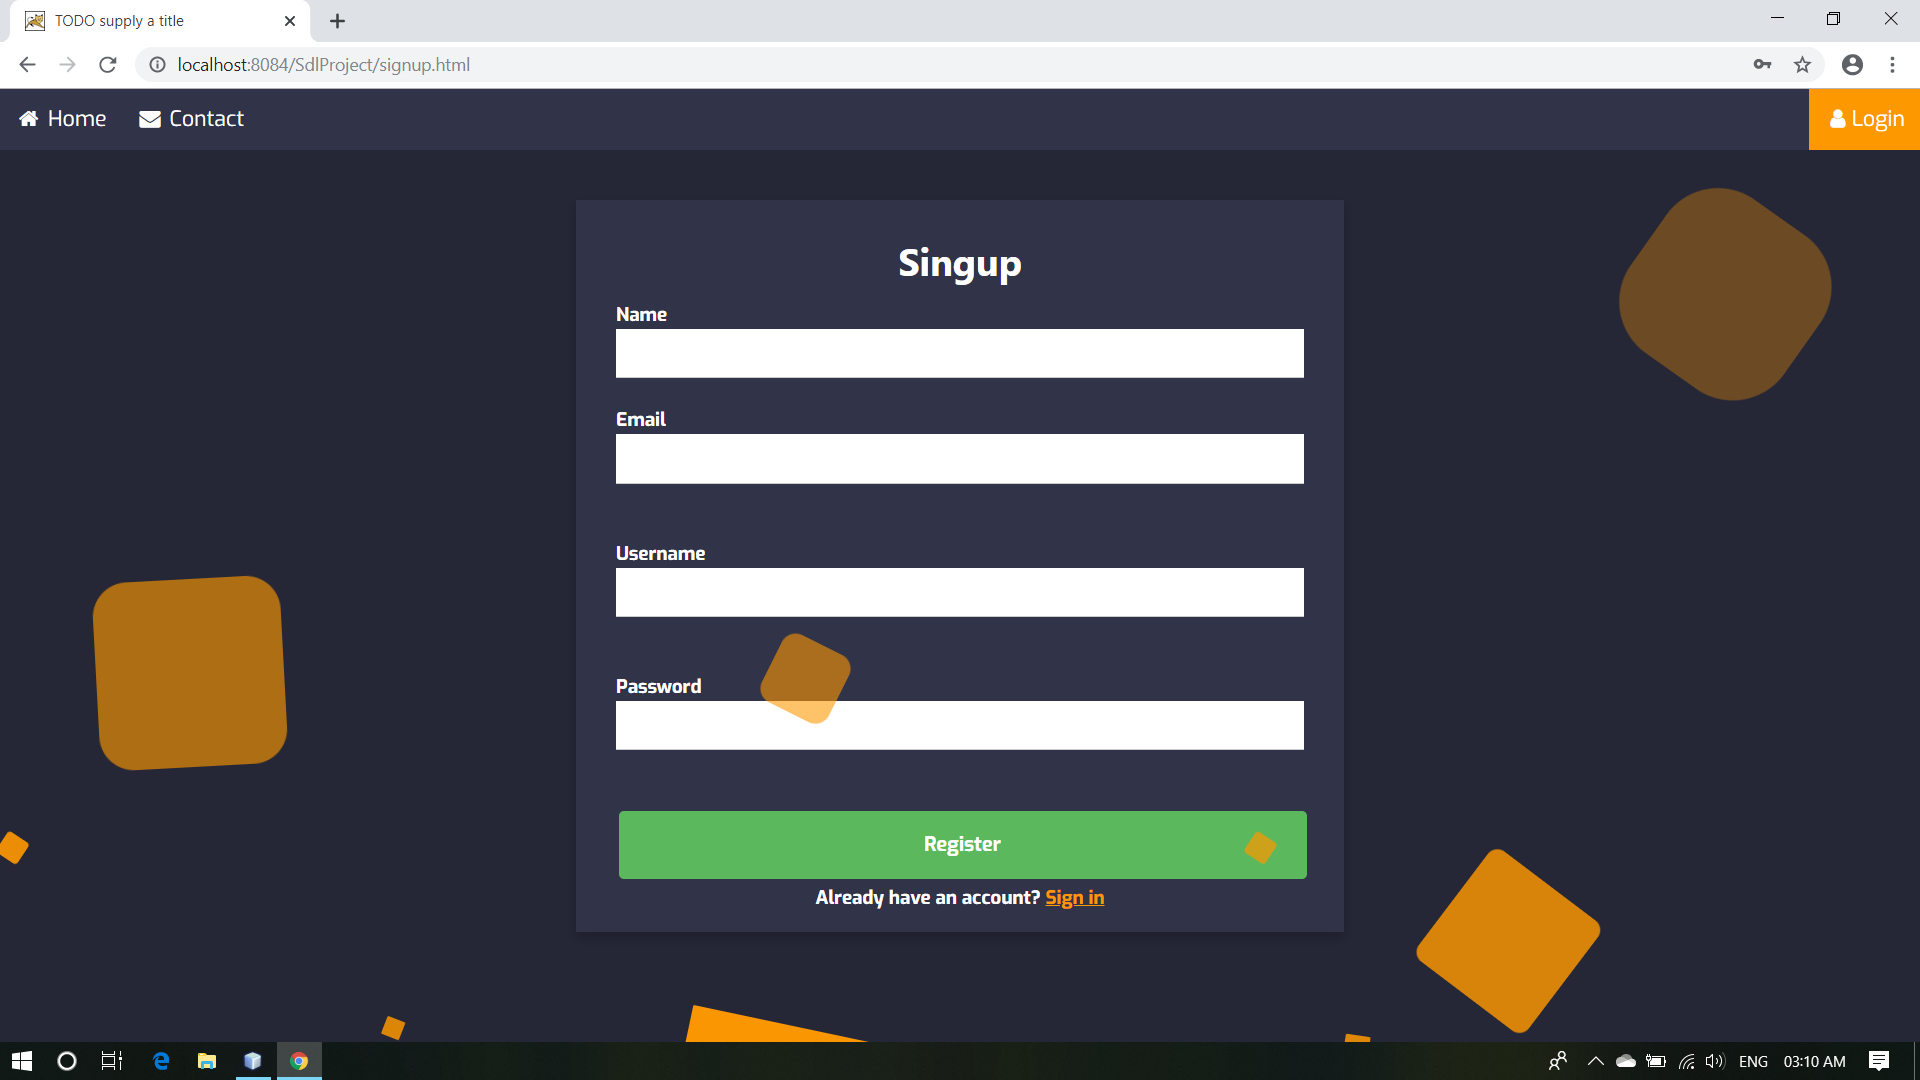 TODO supply a title
localhost:8084/SdlProject/signup.html
Home Contact Login
Singup
Name
Email
Username
Password
Register
Already have an account? Sign in
ENG 03:10 AM